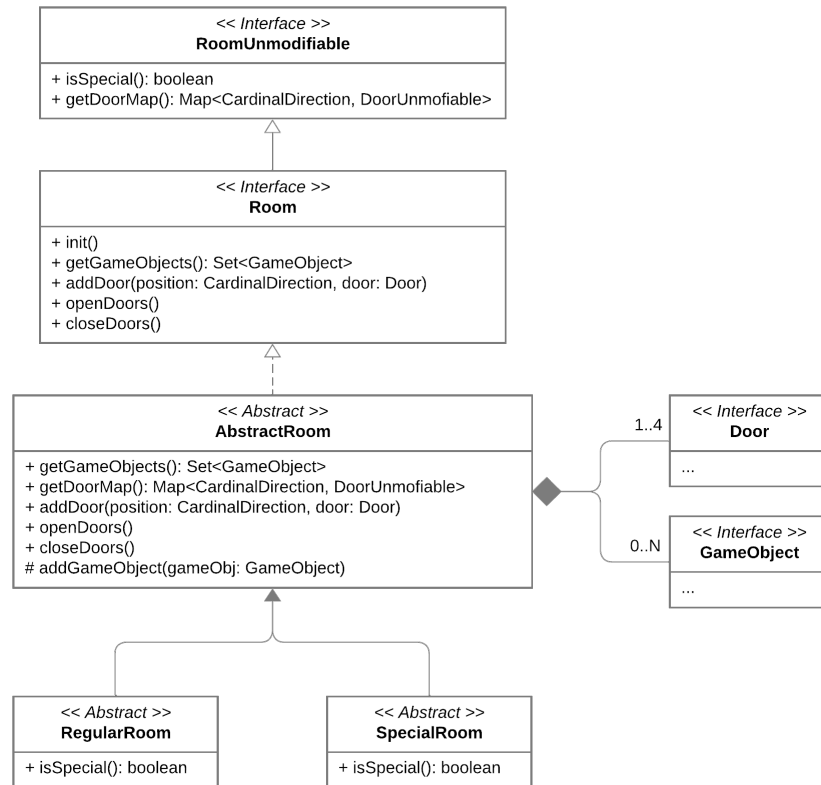 << Interface >>
RoomUnmodifiable
+ isSpecial(): boolean
+ getDoorMap(): Map<CardinalDirection, DoorUnmofiable>
<< Interface >>
Room
+ init()
+ getGameObjects(): Set<GameObject>
+ addDoor(position: CardinalDirection, door: Door)
+ openDoors()
+ closeDoors()
<< Abstract >>
AbstractRoom
+ getGameObjects(): Set<GameObject>
+ getDoorMap(): Map<CardinalDirection, DoorUnmofiable>
+ addDoor(position: CardinalDirection, door: Door)
+ openDoors()
+ closeDoors()
# addGameObject(gameObj: GameObject)
1..4
<< Interface >>
Door
...
0..N
<< Interface >>
GameObject
...
<< Abstract >>
RegularRoom
+ isSpecial(): boolean
<< Abstract >>
SpecialRoom
+ isSpecial(): boolean